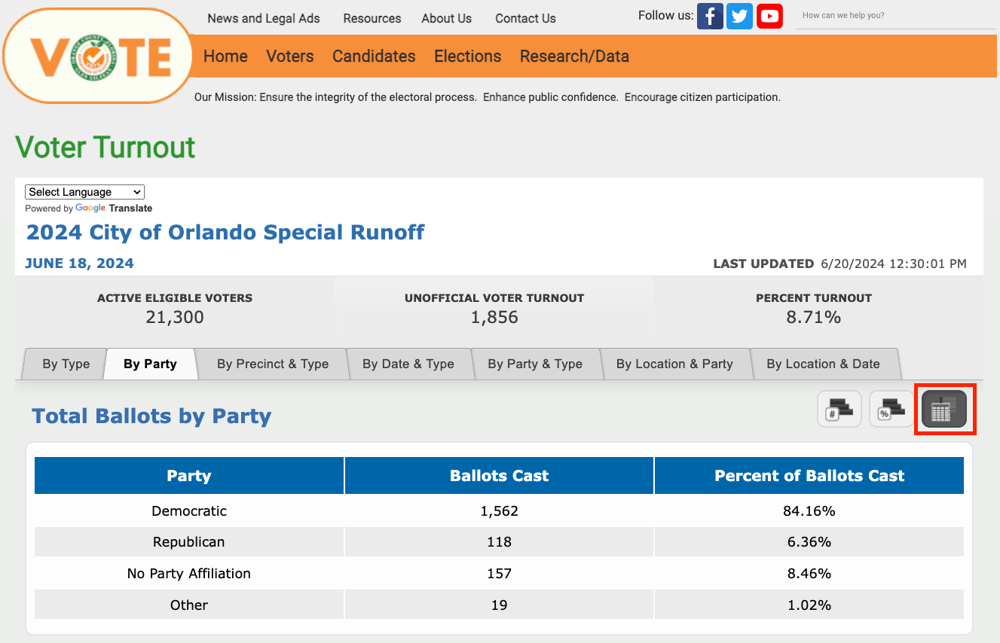 News and Legal Ads Resources About Us Contact Us Follow us: How can we help you?
VOTE
Home Voters Candidates Elections Research/Data
Our Mission: Ensure the integrity of the electoral process. Enhance public confidence. Encourage citizen participation.
Voter Turnout
Select Language
Powered by Google Translate
2024 City of Orlando Special Runoff
JUNE 18, 2024 LAST UPDATED 6/20/2024 12:30:01 PM
ACTIVE ELIGIBLE VOTERS UNOFFICIAL VOTER TURNOUT PERCENT TURNOUT
21,300 1,856 8.71%
By Type By Party By Precinct & Type By Date & Type By Party & Type By Location & Party By Location & Date
Total Ballots by Party # %
Party Ballots Cast Percent of Ballots Cast
Democratic 1,562 84.16%
Republican 118 6.36%
No Party Affiliation 157 8.46%
Other 19 1.02%